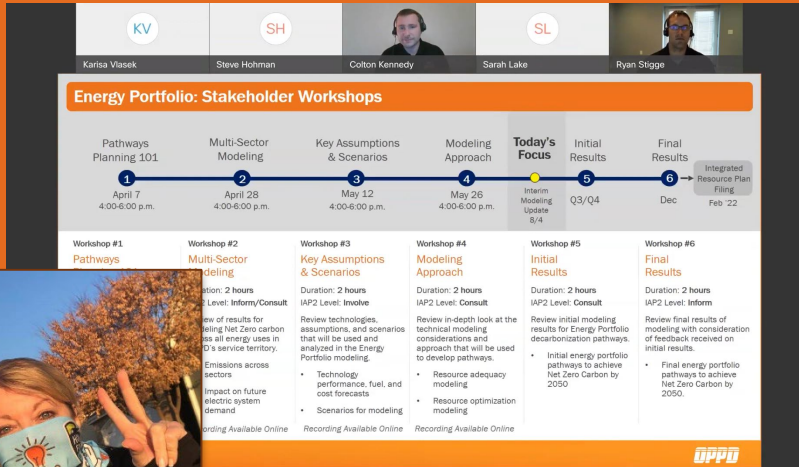 KV
SH
SL
Karisa Vlasek
Steve Hohman
Colton Kennedy
Sarah Lake
Ryan Stigge
Energy Portfolio: Stakeholder Workshops
Pathways
Planning 101
1
April 7
4:00-6:00 p.m.
Multi-Sector
Modeling
2
April 28
4:00-6:00 p.m.
Key Assumptions
& Scenarios
3
May 12
4:00-6:00 p.m.
Modeling
Approach
4
May 26
4:00-6:00 p.m.
Today's
Focus
Interim
Modeling
Update
8/4
Initial
Results
5
Q3/Q4
Final
Results
6
Dec
Integrated
Resource Plan
Filing
Feb '22
Workshop #1
Pathways
Workshop #2
Multi-Sector
deling
ation: 2 hours
2 Level: Inform/Consult
ew of results for
deling Net Zero carbon
oss all energy uses in
D's service territory.
Emissions across
sectors
Impact on future
electric system
demand
ording Available Online
Workshop #3
Key Assumptions
& Scenarios
Duration: 2 hours
IAP2 Level: Involve
Review technologies,
assumptions, and scenarios
that will be used and
analyzed in the Energy
Portfolio modeling.
• Technology
performance, fuel, and
cost forecasts
• Scenarios for modeling
Recording Available Online
Workshop #4
Modeling
Approach
Duration: 2 hours
IAP2 Level: Consult
Review in-depth look at the
technical modeling
considerations and
approach that will be used
to develop pathways.
• Resource adequacy
modeling
• Resource optimization
modeling
Recording Available Online
Workshop #5
Initial
Results
Duration: 2 hours
IAP2 Level: Consult
Review initial modeling
results for Energy Portfolio
decarbonization pathways.
• Initial energy portfolio
pathways to achieve
Net Zero Carbon by
2050
Workshop #6
Final
Results
Duration: 2 hours
IAP2 Level: Inform
Review final results of
modeling with consideration
of feedback received on
initial results.
• Final energy portfolio
pathways to achieve
Net Zero Carbon by
2050.
OPPD